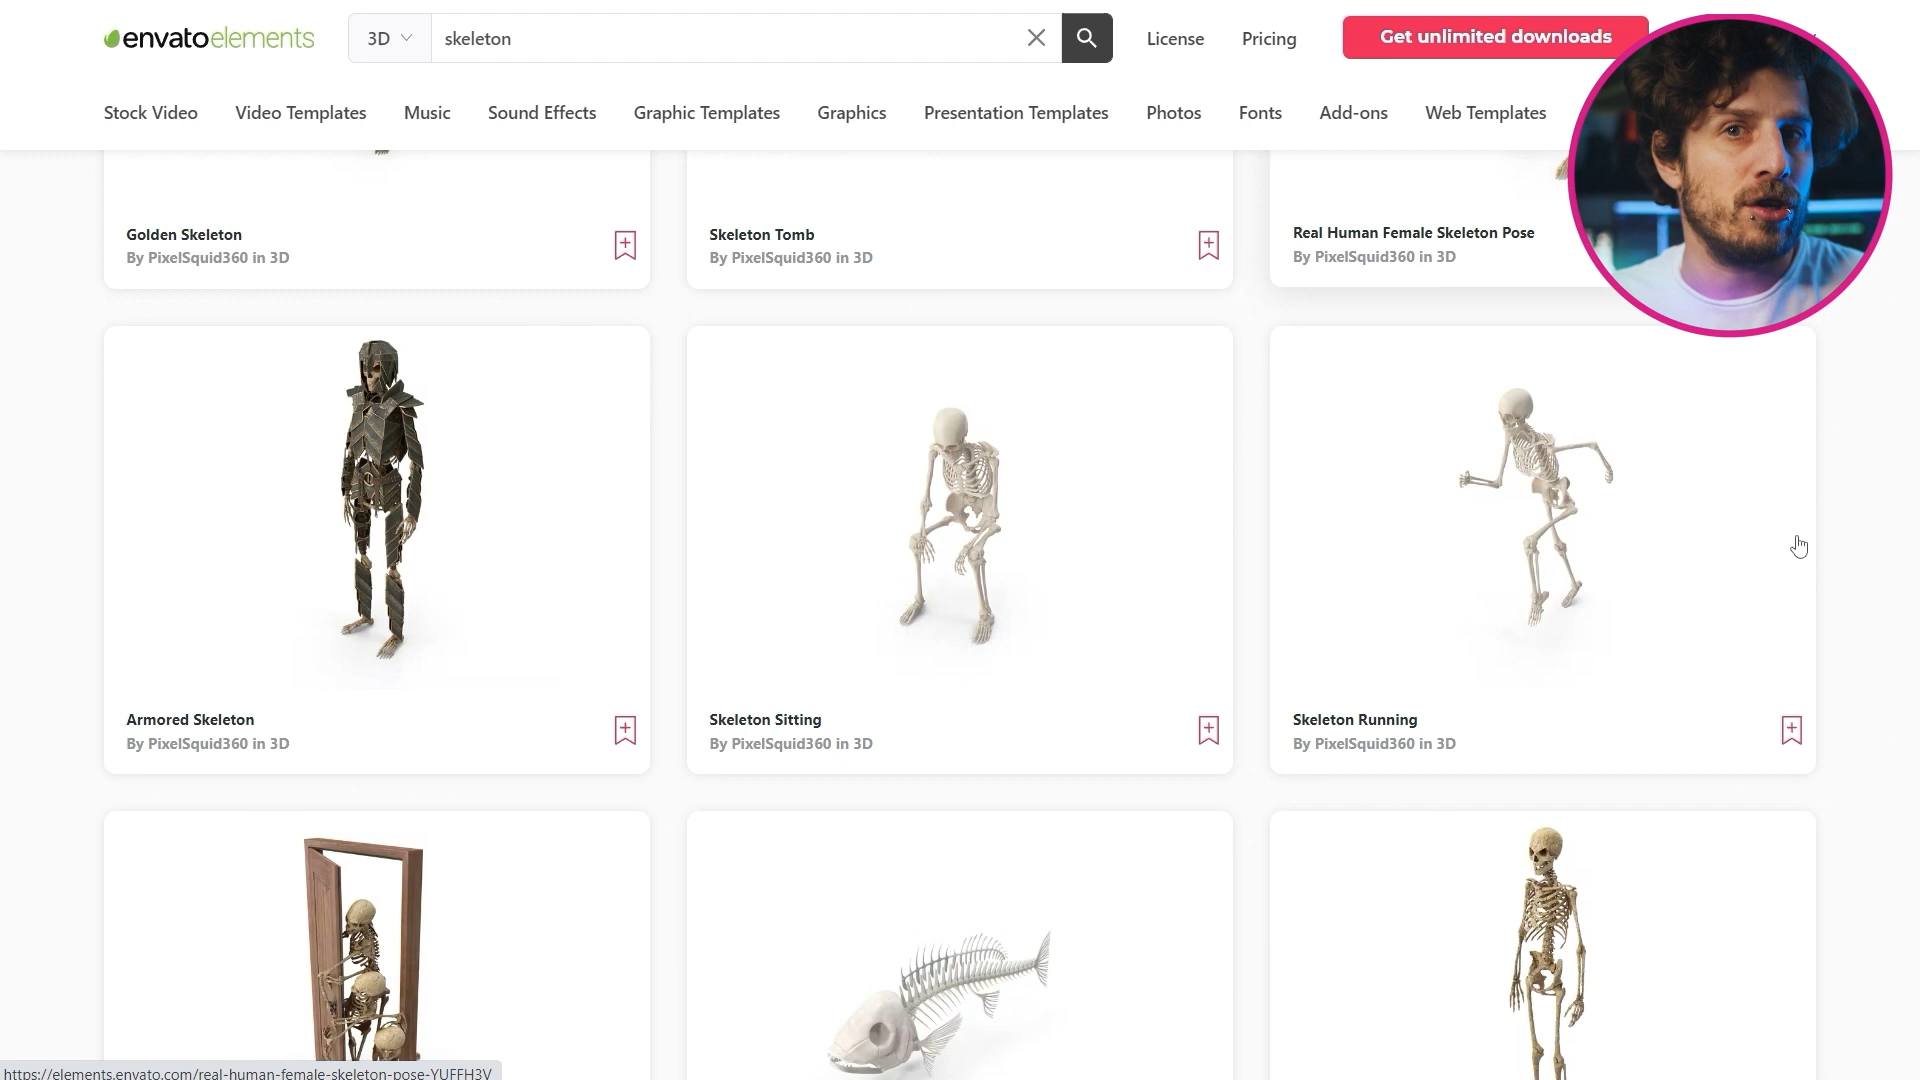 envatoelements
3D
skeleton
License
Pricing
Get unlimited downloads
Stock Video
Video Templates
Music
Sound Effects
Graphic Templates
Graphics
Presentation Templates
Photos
Fonts
Add-ons
Web Templates
Golden Skeleton
By PixelSquid360 in 3D
Skeleton Tomb
By PixelSquid360 in 3D
Real Human Female Skeleton Pose
By PixelSquid360 in 3D
Armored Skeleton
By PixelSquid360 in 3D
Skeleton Sitting
By PixelSquid360 in 3D
Skeleton Running
By PixelSquid360 in 3D
https://elements.envato.com/real-human-female-skeleton-pose-YUFFH3V